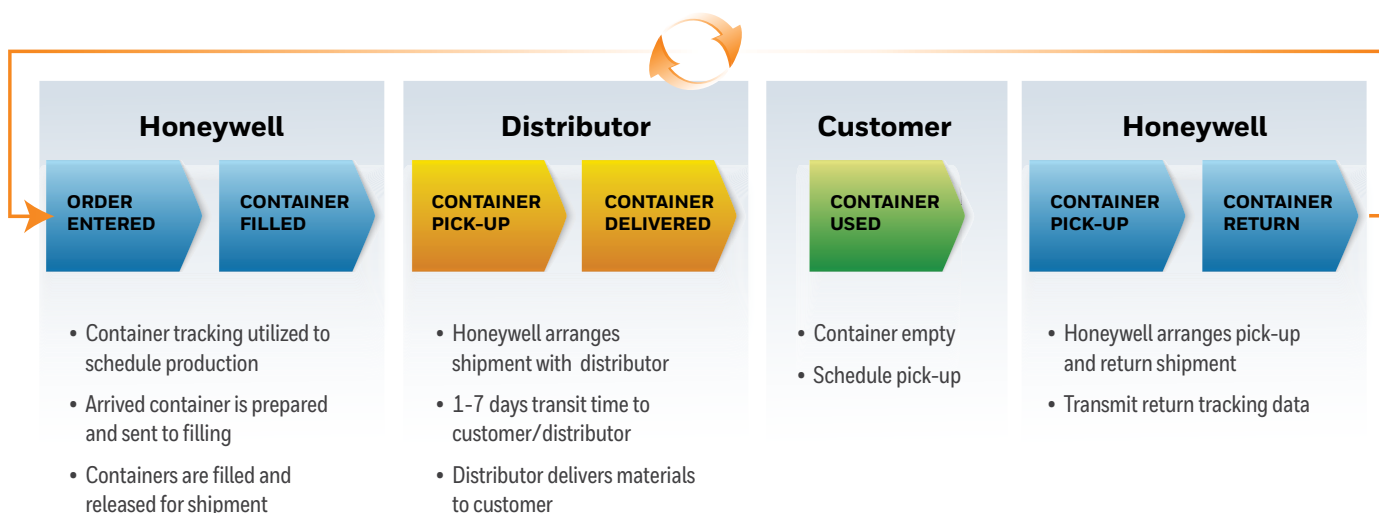 Honeywell
ORDER
ENTERED
CONTAINER
FILLED
• Container tracking utilized to
schedule production
• Arrived container is prepared
and sent to filling
• Containers are filled and
released for shipment
Distributor
CONTAINER
PICK-UP
CONTAINER
DELIVERED
• Honeywell arranges
shipment with distributor
• 1-7 days transit time to
customer/distributor
• Distributor delivers materials
to customer
Customer
CONTAINER
USED
• Container empty
• Schedule pick-up
Honeywell
CONTAINER
PICK-UP
CONTAINER
RETURN
• Honeywell arranges pick-up
and return shipment
• Transmit return tracking data